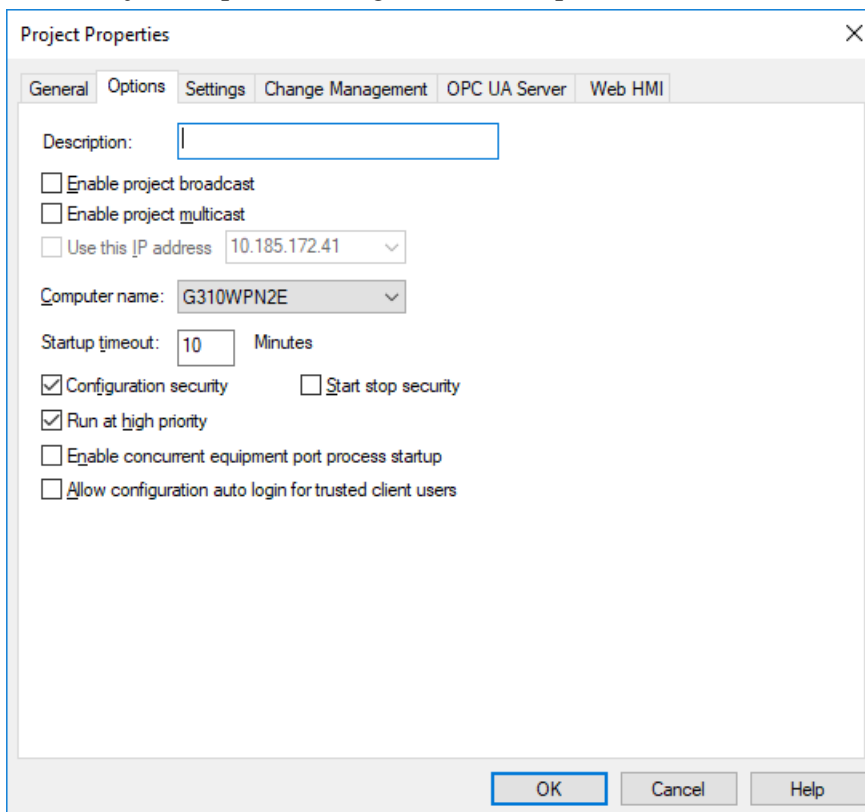 Project Properties
General Options Settings Change Management OPC UA Server Web HMI
Description:
Enable project broadcast
Enable project multicast
Use this IP address 10.185.172.41
Computer name: G310WPN2E
Startup timeout: 10 Minutes
Configuration security Start stop security
Run at high priority
Enable concurrent equipment port process startup
Allow configuration auto login for trusted client users
OK Cancel Help